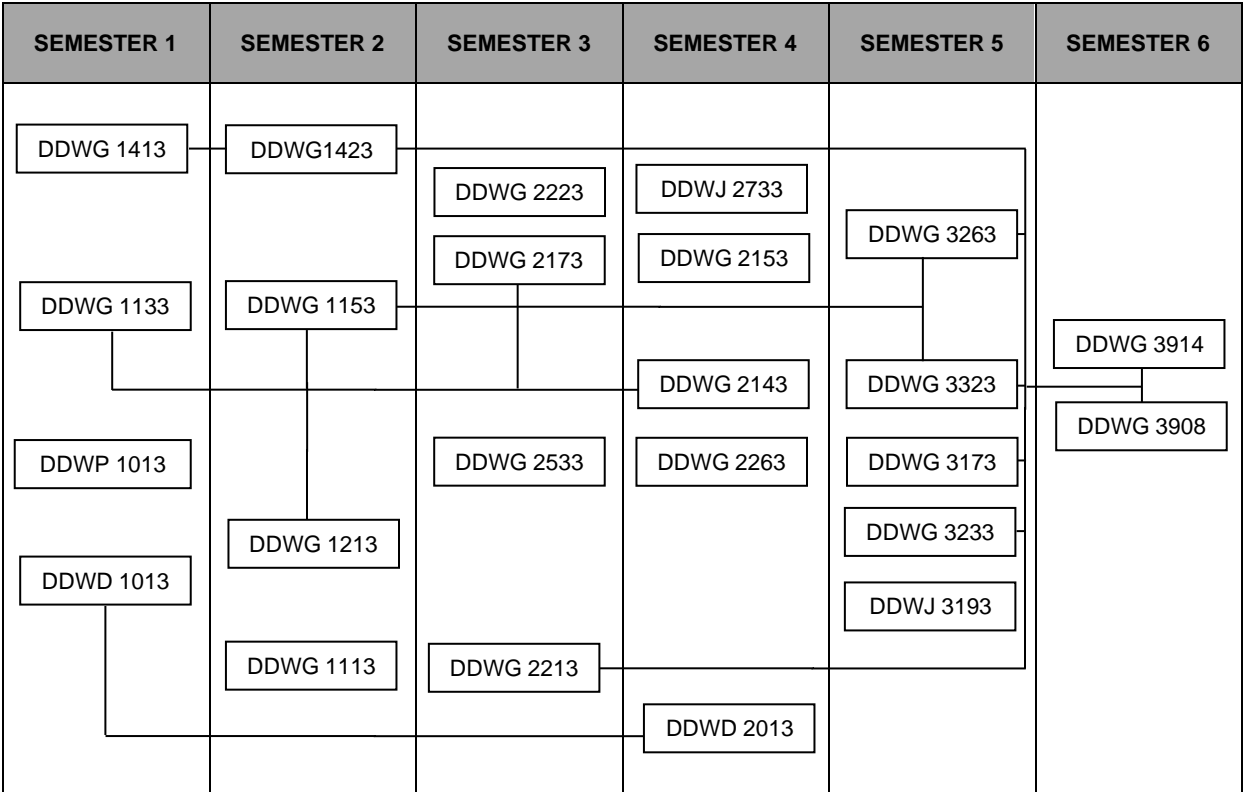 SEMESTER 1 SEMESTER 2 SEMESTER 3 SEMESTER 4 SEMESTER 5 SEMESTER 6
DDWG 1413 DDWG1423
DDWG 2223 DDWJ 2733
DDWG 3263
DDWG 2173 DDWG 2153
DDWG 1133 DDWG 1153
DDWG 3914
DDWG 2143 DDWG 3323
DDWG 3908
DDWP 1013 DDWG 2533 DDWG 2263 DDWG 3173
DDWG 1213 DDWG 3233
DDWD 1013
DDWJ 3193
DDWG 1113 DDWG 2213
DDWD 2013